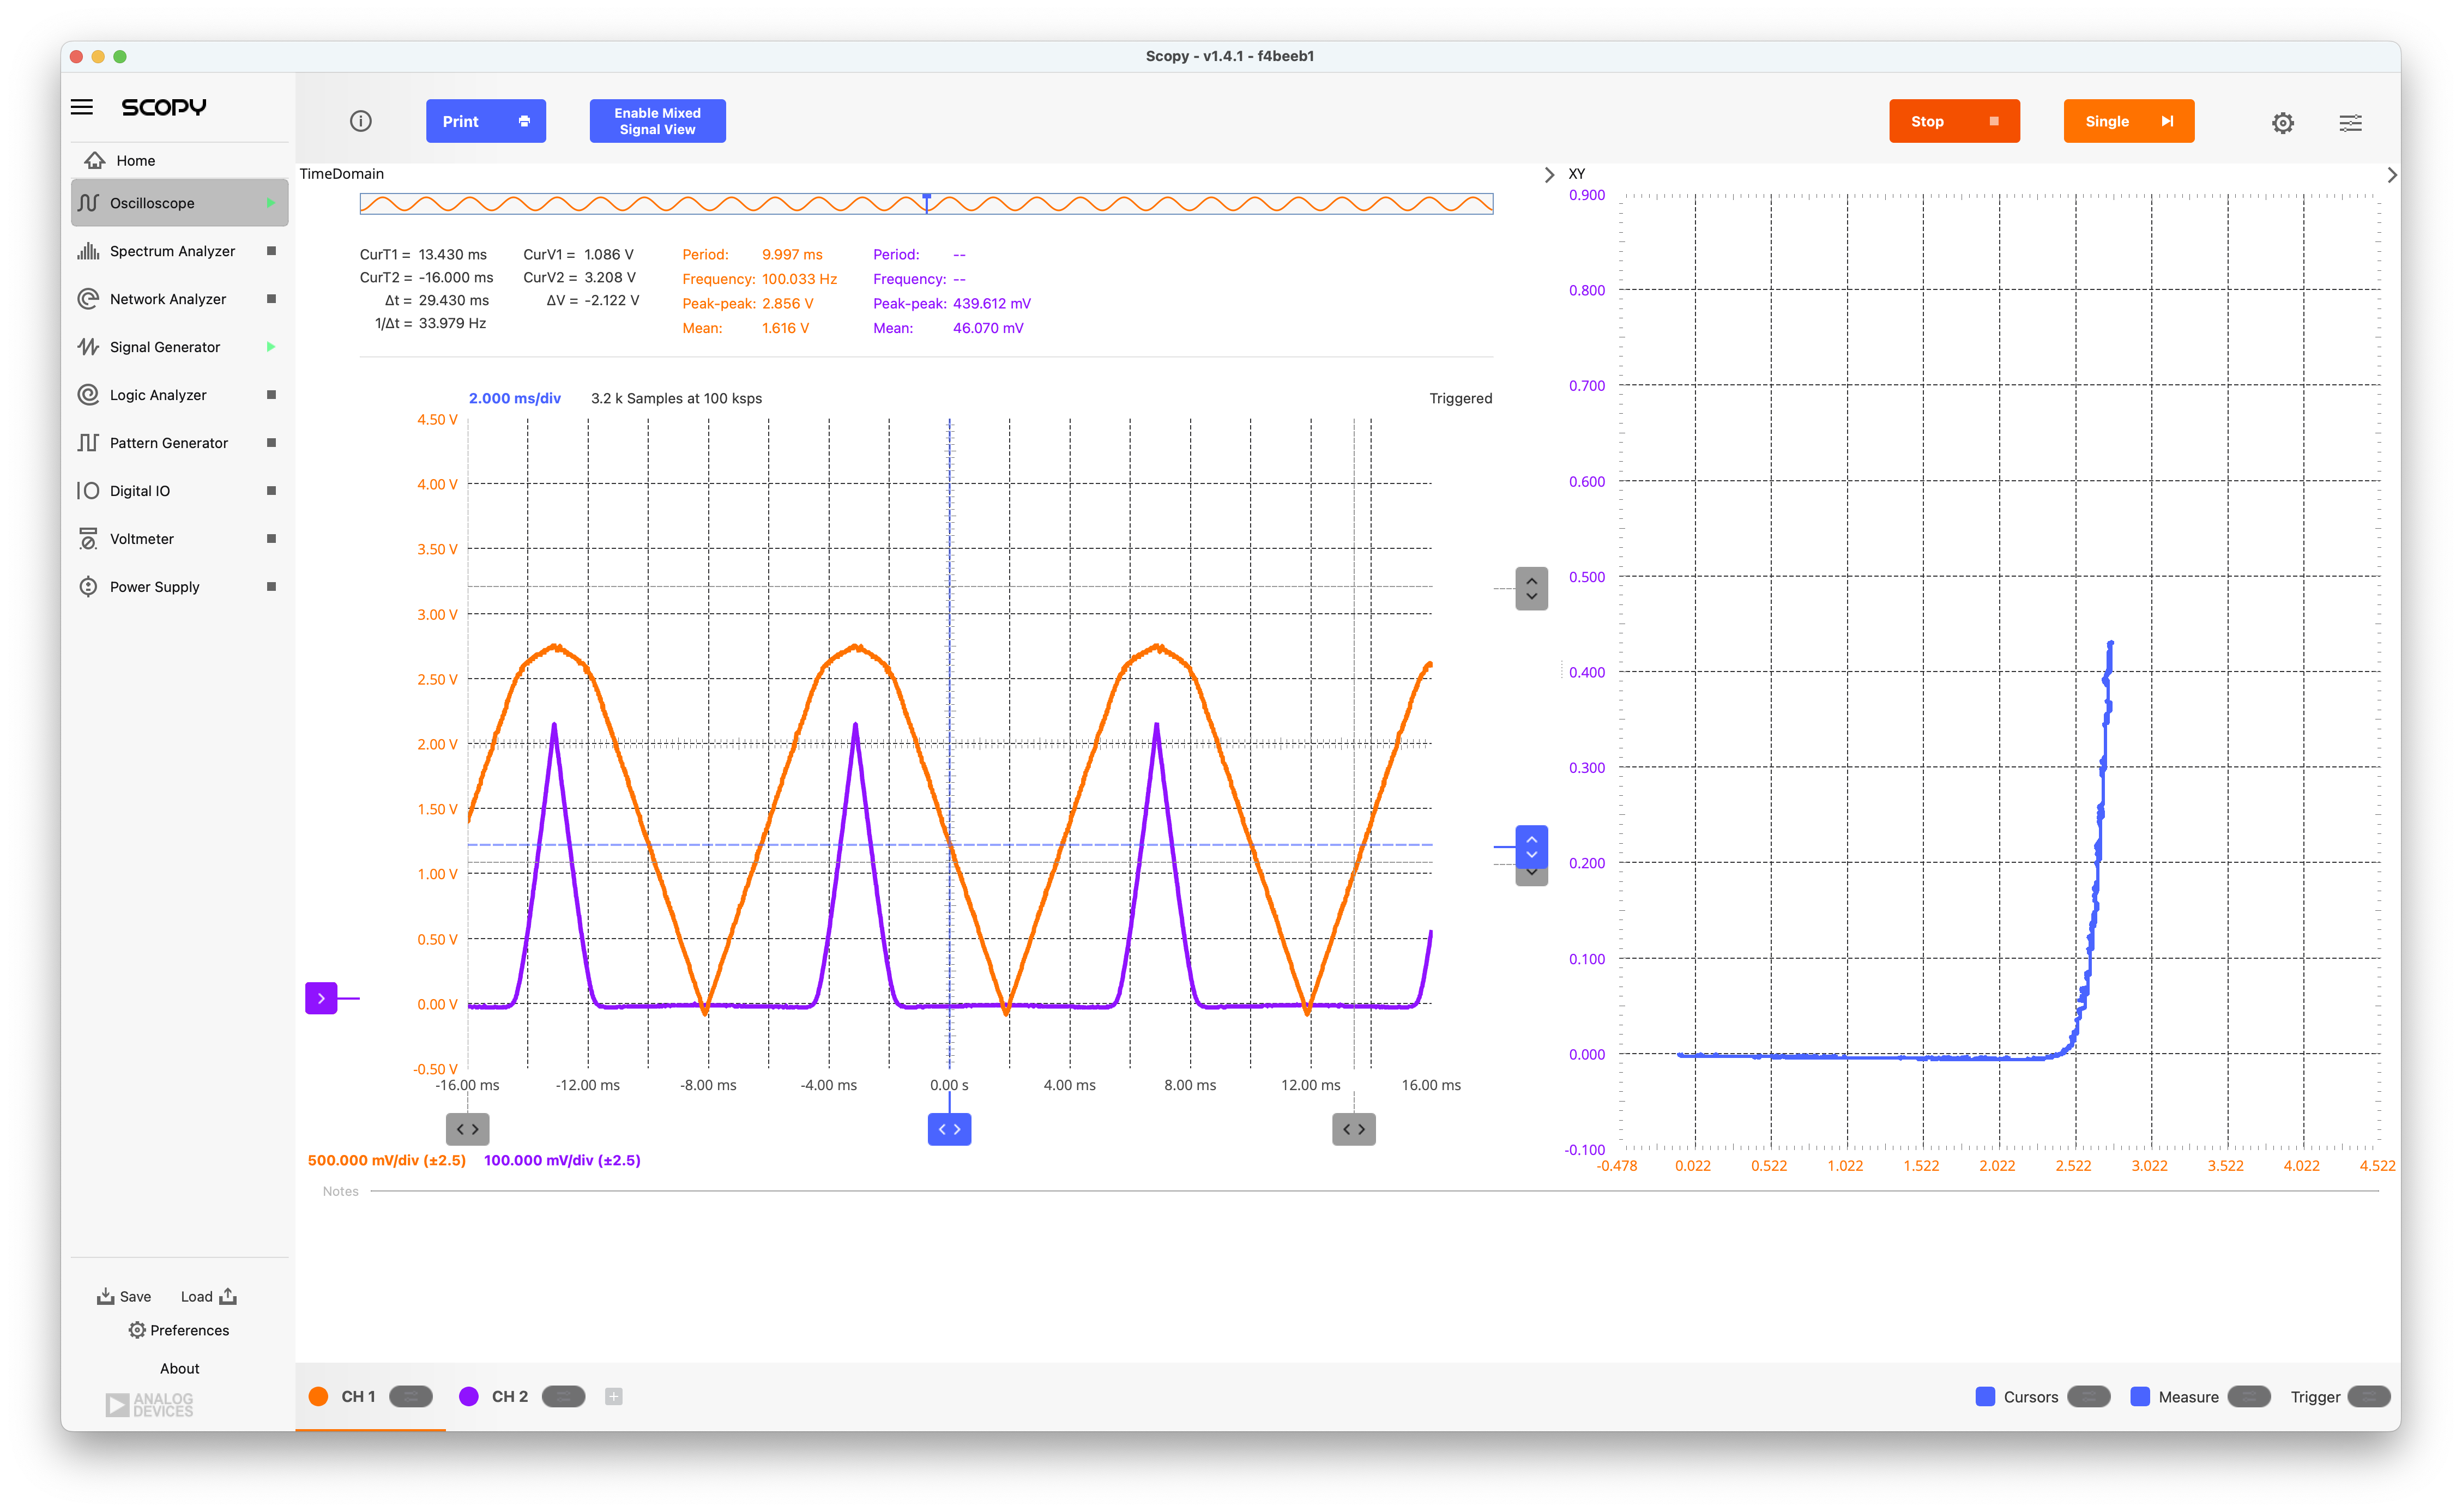 Scopy - v1.4.1 - f4beeb1
SCOPY
Home
Oscilloscope
Spectrum Analyzer
Network Analyzer
Signal Generator
Logic Analyzer
Pattern Generator
Digital IO
Voltmeter
Power Supply
Save Load
Preferences
About
ANALOG
DEVICES
Print
Enable Mixed
Signal View
Stop
Single
TimeDomain
CurT1 = 13.430 ms CurV1 = 1.086 V
CurT2 = -16.000 ms CurV2 = 3.208 V
Δt = 29.430 ms ΔV = -2.122 V
1/Δt = 33.979 Hz
Period: 9.997 ms
Frequency: 100.033 Hz
Peak-peak: 2.856 V
Mean: 1.616 V
Period: --
Frequency: --
Peak-peak: 439.612 mV
Mean: 46.070 mV
2.000 ms/div 3.2 k Samples at 100 ksps Triggered
4.50 V
4.00 V
3.50 V
3.00 V
2.50 V
2.00 V
1.50 V
1.00 V
0.50 V
0.00 V
-0.50 V
-16.00 ms -12.00 ms -8.00 ms -4.00 ms 0.00 s 4.00 ms 8.00 ms 12.00 ms 16.00 ms
500.000 mV/div (±2.5) 100.000 mV/div (±2.5)
XY
0.900
0.800
0.700
0.600
0.500
0.400
0.300
0.200
0.100
0.000
-0.100
-0.478 0.022 0.522 1.022 1.522 2.022 2.522 3.022 3.522 4.022 4.522
Notes
CH 1 CH 2
Cursors Measure Trigger